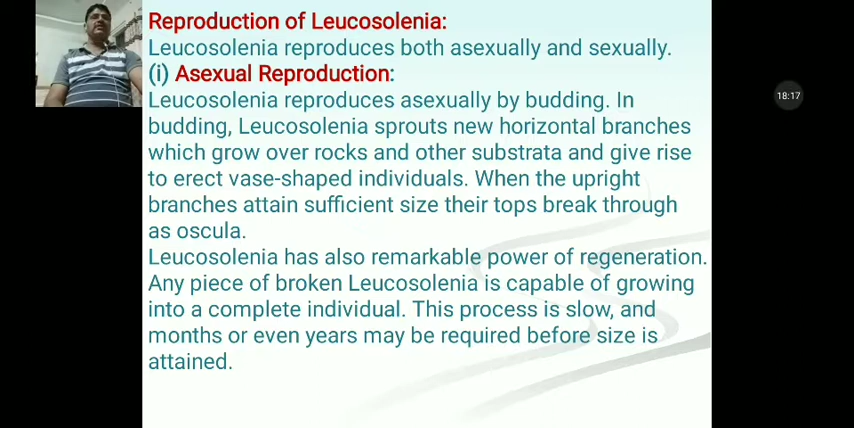 Reproduction of Leucosolenia:
Leucosolenia reproduces both asexually and sexually.
(i) Asexual Reproduction:
Leucosolenia reproduces asexually by budding. In
budding, Leucosolenia sprouts new horizontal branches
which grow over rocks and other substrata and give rise
to erect vase-shaped individuals. When the upright
branches attain sufficient size their tops break through
as oscula.
Leucosolenia has also remarkable power of regeneration.
Any piece of broken Leucosolenia is capable of growing
into a complete individual. This process is slow, and
months or even years may be required before size is
attained.
18:17